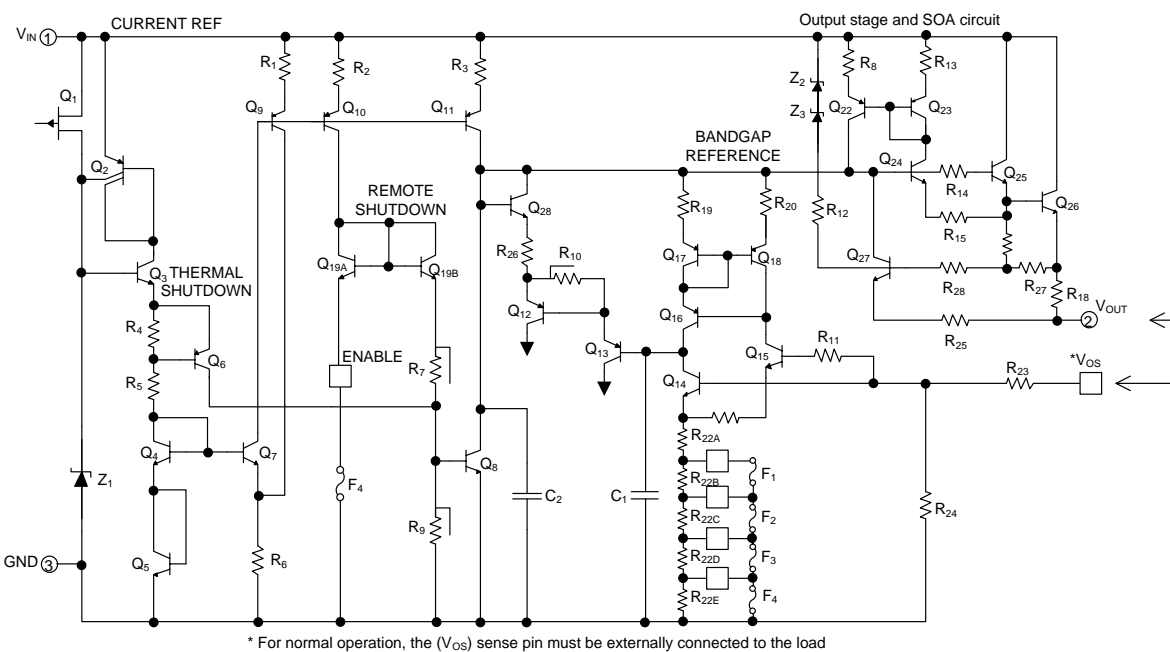 CURRENT REF
Output stage and SOA circuit
VIN 1
R1
R2
R3
Z2
R8
R13
Q1
Q9
Q10
Q11
Z3
Q22
Q23
BANDGAP
REFERENCE
Q2
REMOTE
SHUTDOWN
Q24
R14
Q25
Q28
R19
R20
R12
R15
Q26
Q3
THERMAL
SHUTDOWN
Q19A
Q19B
R26
R10
Q17
Q18
Q27
R28
R27
R18
VOUT
2
R4
Q6
Q12
Q16
R25
R5
ENABLE
R7
Q13
Q15
R11
*VOS
Q14
R23
Q4
Q7
Q8
R22A
Z1
F4
C2
C1
R22B
F1
R9
R22C
F2
R24
GND 3
Q5
R6
R22D
F3
R22E
F4
* For normal operation, the (VOS) sense pin must be externally connected to the load